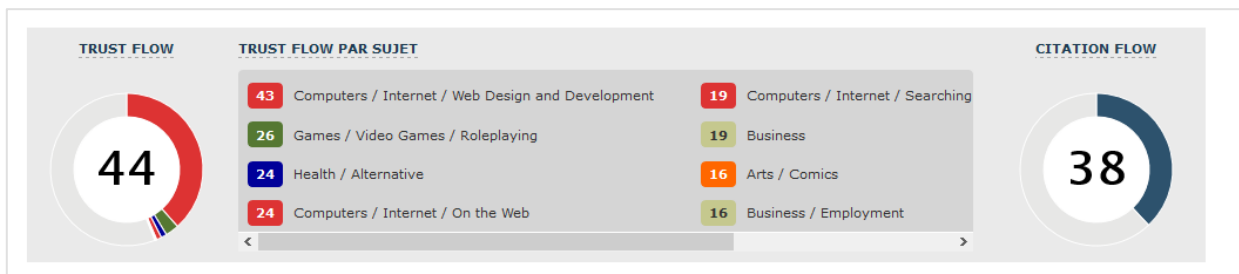 TRUST FLOW
44
TRUST FLOW PAR SUJET
43 Computers / Internet / Web Design and Development
26 Games / Video Games / Roleplaying
24 Health / Alternative
24 Computers / Internet / On the Web
19 Computers / Internet / Searching
19 Business
16 Arts / Comics
16 Business / Employment
CITATION FLOW
38